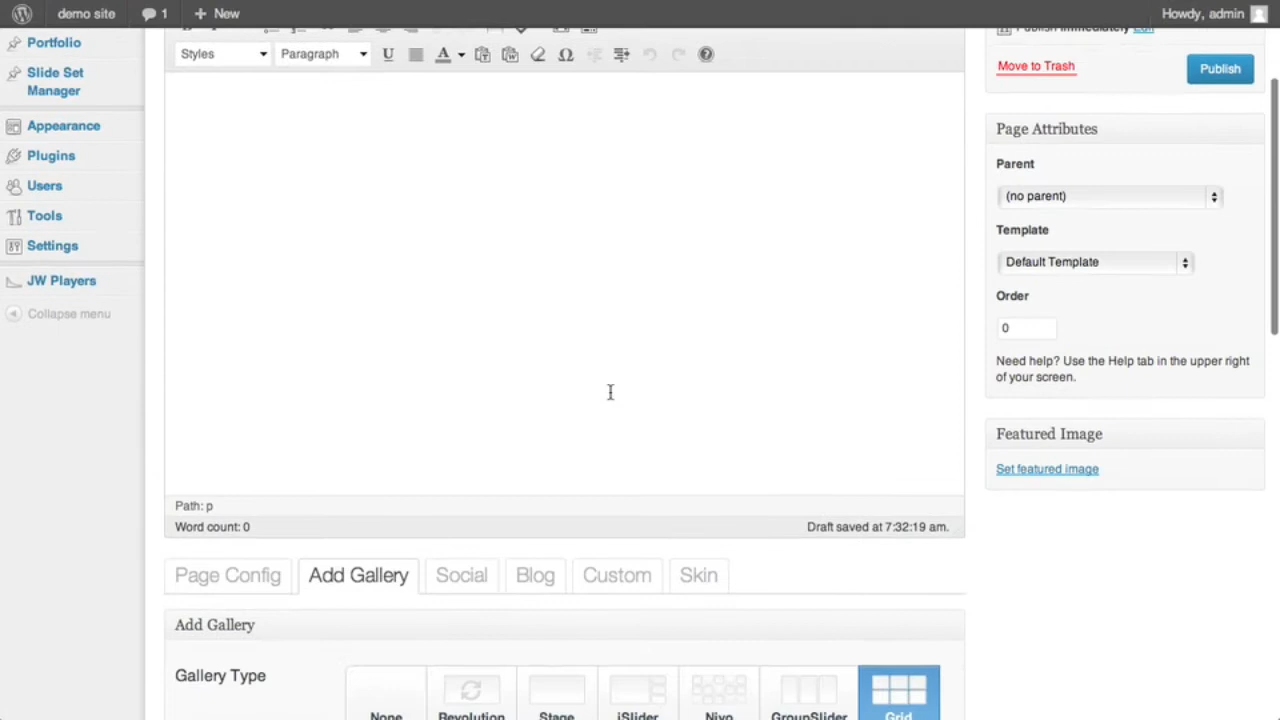 demo site
1
New
Howdy, admin
Portfolio
Slide Set
Manager
Appearance
Plugins
Users
Tools
Settings
JW Players
Collapse menu
Styles
Paragraph
Path: p
Word count: 0
Draft saved at 7:32:19 am.
Page Config
Add Gallery
Social
Blog
Custom
Skin
Add Gallery
Gallery Type
None
Revolution
Stage
iSlider
Nivo
GroupSlider
Grid
Publish immediately Edit
Move to Trash
Publish
Page Attributes
Parent
(no parent)
Template
Default Template
Order
0
Need help? Use the Help tab in the upper right
of your screen.
Featured Image
Set featured image